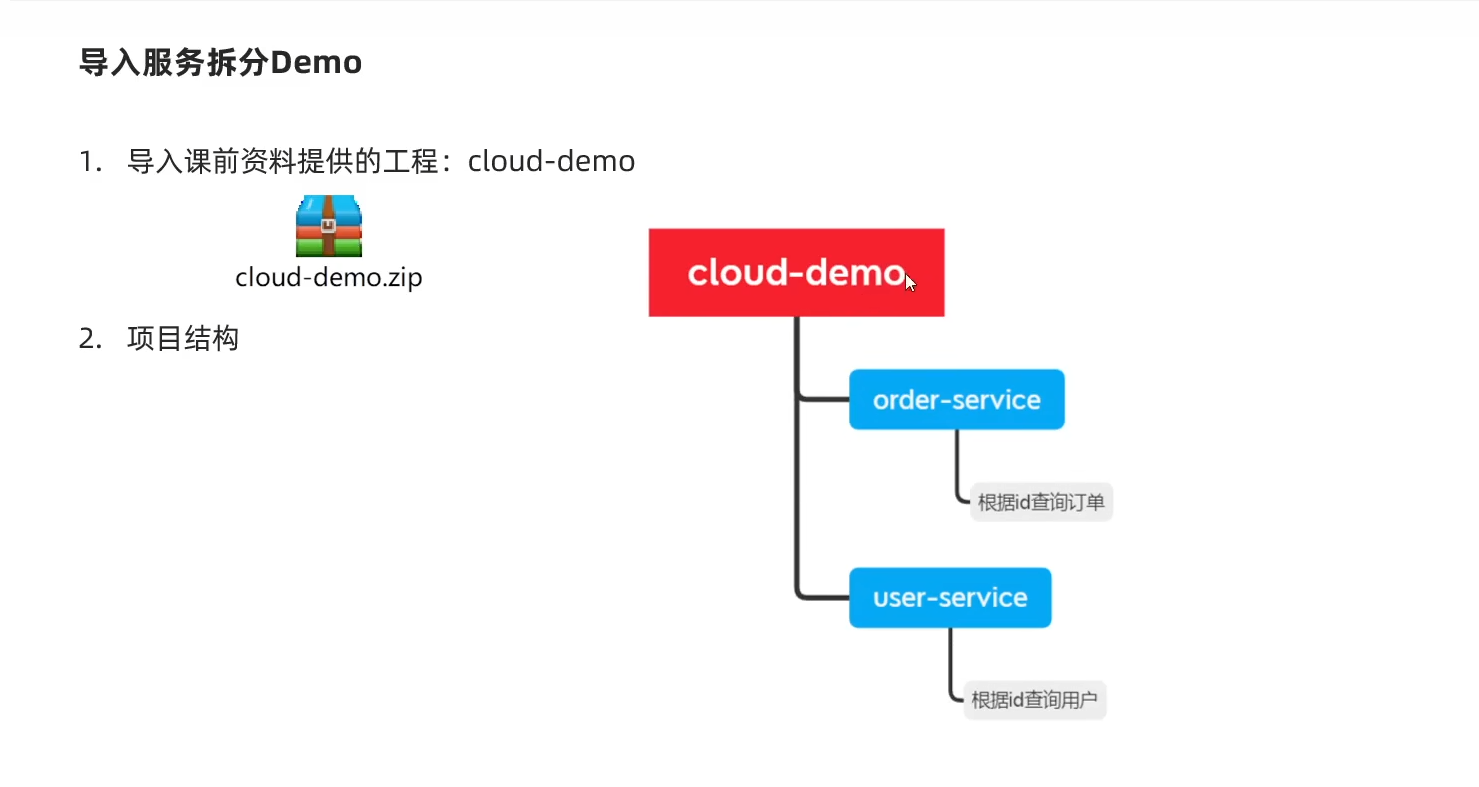 导入服务拆分Demo
1. 导入课前资料提供的工程：cloud-demo
cloud-demo.zip
cloud-demo
2. 项目结构
order-service
根据id查询订单
user-service
根据id查询用户